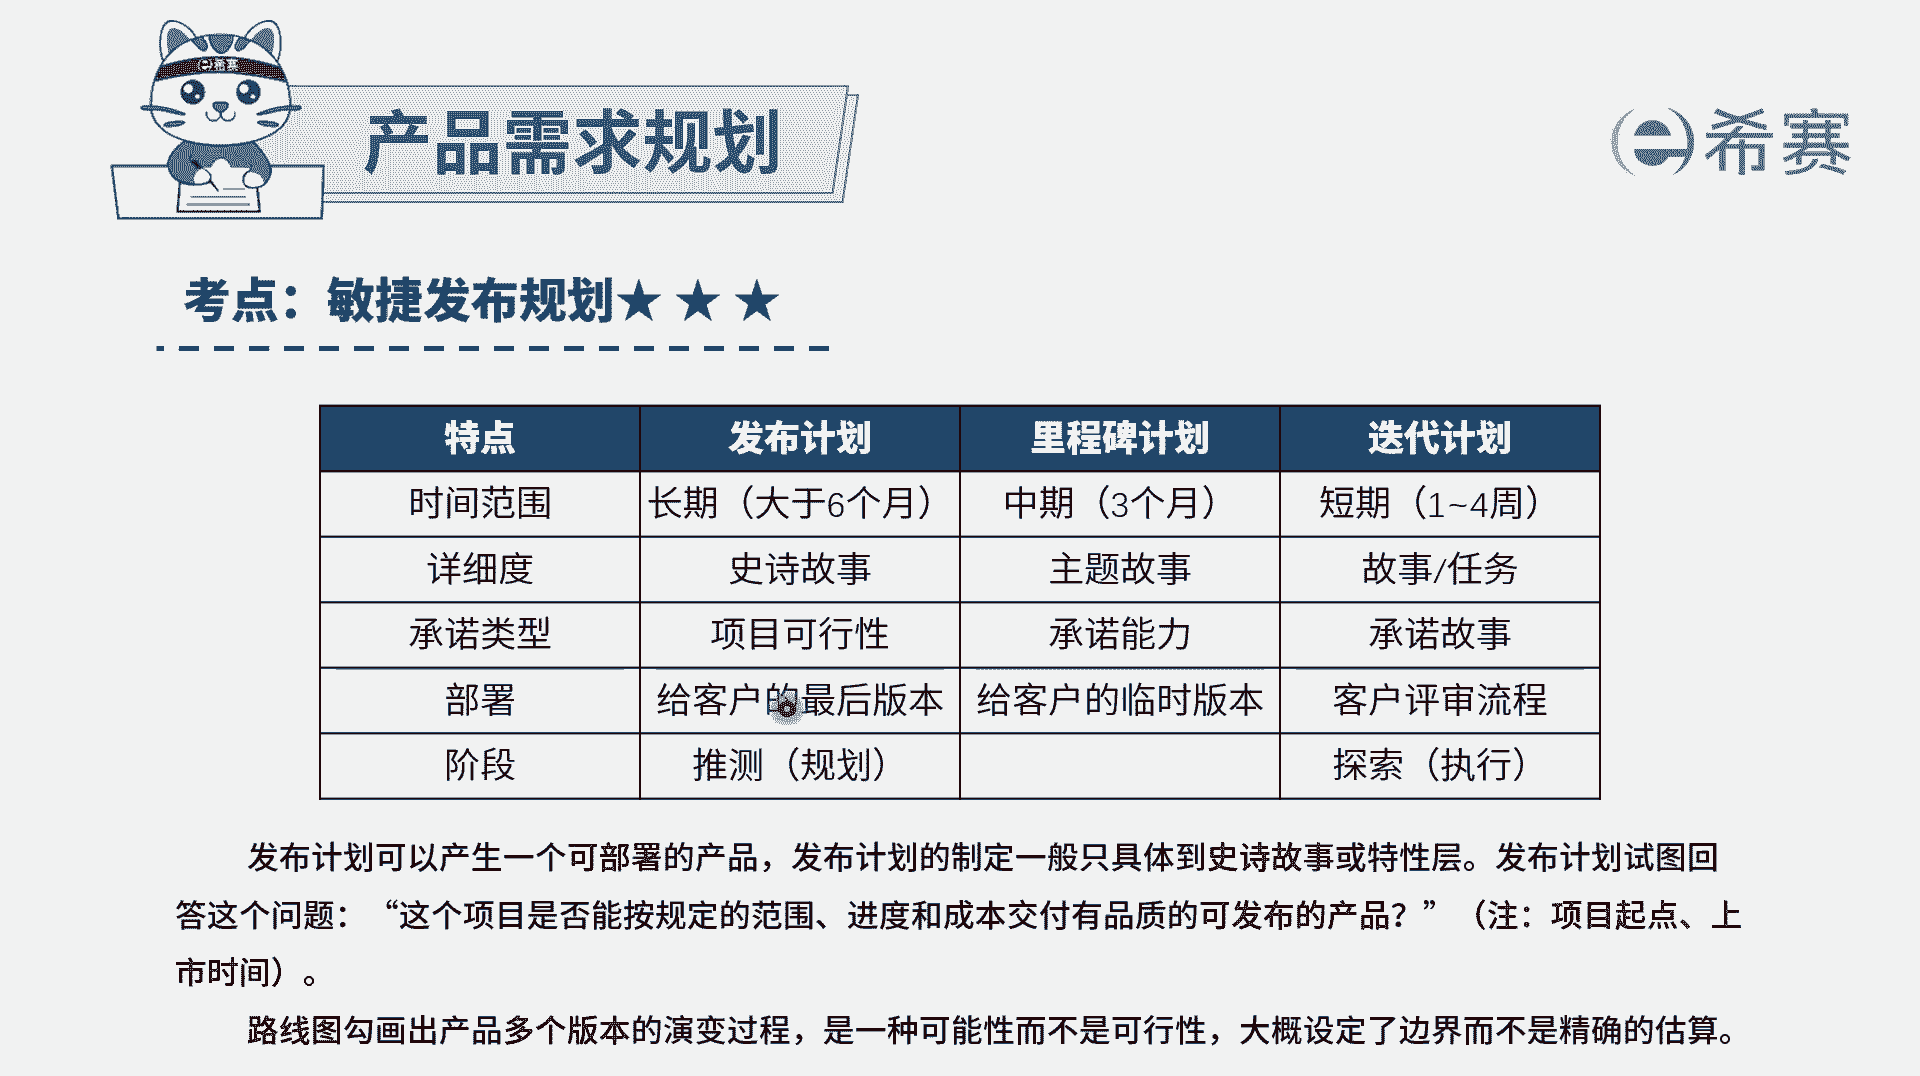 e希赛
产品需求规划
e希赛
考点：敏捷发布规划★ ★ ★
特点 发布计划 里程碑计划 迭代计划
时间范围 长期（大于6个月） 中期（3个月） 短期（1~4周）
详细度 史诗故事 主题故事 故事/任务
承诺类型 项目可行性 承诺能力 承诺故事
部署 给客户的最后版本 给客户的临时版本 客户评审流程
阶段 推测（规划） 探索（执行）
发布计划可以产生一个可部署的产品，发布计划的制定一般只具体到史诗故事或特性层。发布计划试图回
答这个问题：“这个项目是否能按规定的范围、进度和成本交付有品质的可发布的产品？”（注：项目起点、上
市时间）。
路线图勾画出产品多个版本的演变过程，是一种可能性而不是可行性，大概设定了边界而不是精确的估算。